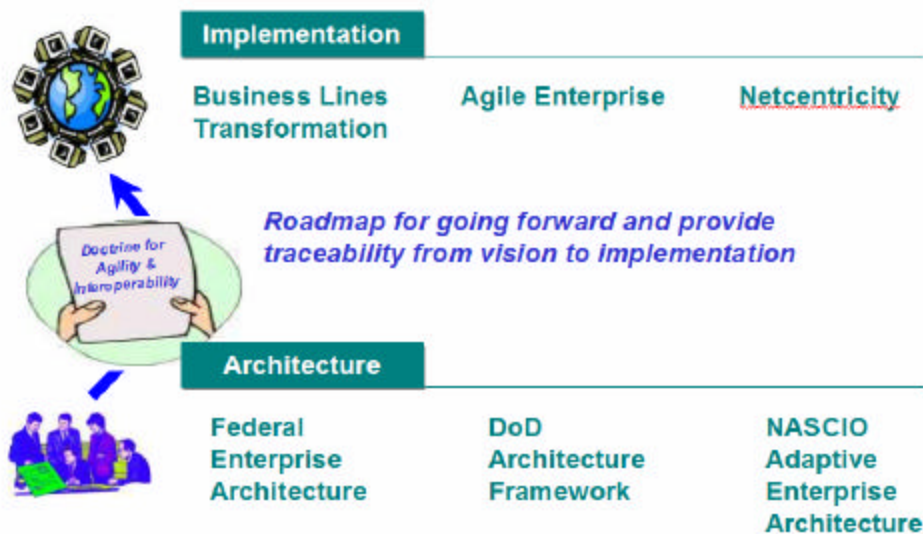 Implementation
Business Lines
Transformation
Agile Enterprise
Netcentricity
Roadmap for going forward and provide
traceability from vision to implementation
Doctrine for
Agility &
Interoperability
Architecture
Federal
Enterprise
Architecture
DoD
Architecture
Framework
NASCIO
Adaptive
Enterprise
Architecture